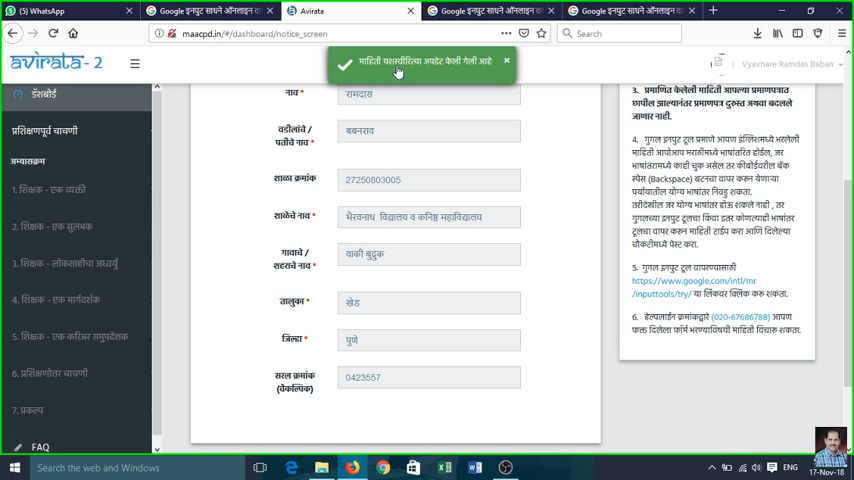 WhatsApp
Google इनपुट साधने ऑनलाइन वा
Avirata
Google इनपुट साधने ऑनलाइन वा
Google इनपुट साधने ऑनलाइन वा
maacpd.in/#/dashboard/notice_screen
Search
avirata - 2
माहिती यशस्वीरित्या अपडेट केली गेली आहे
Vyavhare Ramdas Baban
डॅशबोर्ड
प्रशिक्षणपूर्व चाचणी
अभ्यासक्रम
1. शिक्षक - एक व्यक्ती
2. शिक्षक - एक सुलभक
3. शिक्षक - लोकशाहीचा अध्वर्यु
4. शिक्षक - एक मार्गदर्शक
5. शिक्षक - एक करिअर समुपदेशक
6. प्रशिक्षणोतर चाचणी
7. प्रकल्प
FAQ
नाव *
रामदास
वडीलांचे /
पतीचे नाव *
बबनराव
शाळा क्रमांक
27250803005
शाळेचे नाव *
भैरवनाथ विद्यालय व कनिष्ठ महाविद्यालय
गावाचे /
शहराचे नाव *
वाकी बुद्रुक
तालुका *
खेड
जिल्हा *
पुणे
सरल क्रमांक
(वैकल्पिक)
0423557
3. प्रमाणित केलेली माहिती आपल्या प्रमाणपत्रात
छापील झाल्यानंतर प्रमाणपत्र दुरुस्त अथवा बदलले
जाणार नाही.
4. गुगल इनपुट टूल प्रमाणे आपण इंग्लिशमध्ये भरलेली
माहिती आपोआप मराठीमध्ये भाषांतरित होईल, जर
भाषांतरामध्ये काही चुक असेल तर कीबोर्डवरील बॅक
स्पेस (Backspace) बटनचा वापर करून येणाऱ्या
पर्यायातील योग्य भाषांतर निवडु शकता.
तरीदेखील जर योग्य भाषांतर होऊ शकले नाही , तर
गुगलच्या इनपुट टूलचा किंवा इतर कोणत्याही भाषांतर
टूलचा वापर करून माहिती टाईप करा आणि दिलेल्या
चौकटीमध्ये पेस्ट करा.
5. गुगल इनपुट टूल वापरण्यासाठी
https://www.google.com/intl/mr
/inputtools/try/ या लिंकवर क्लिक करु शकता.
6. हेल्पलाईन क्रमांकद्वारे (020-67686788) आपण
फक्त दिलेला फॉर्म भरण्याविषयी माहिती विचारू शकता.
Search the web and Windows
ENG
17-Nov-18